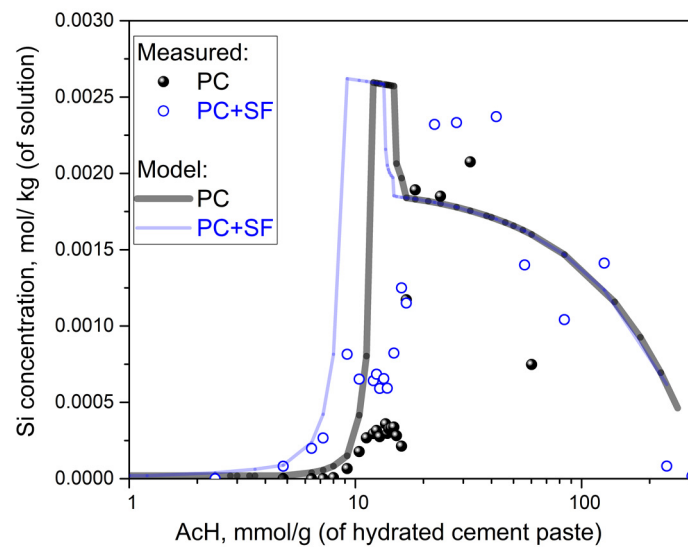 0.0030
0.0025
0.0020
0.0015
0.0010
0.0005
0.0000
Si concentration, mol/ kg (of solution)
Measured:
PC
PC+SF
Model:
PC
PC+SF
1
10
100
AcH, mmol/g (of hydrated cement paste)